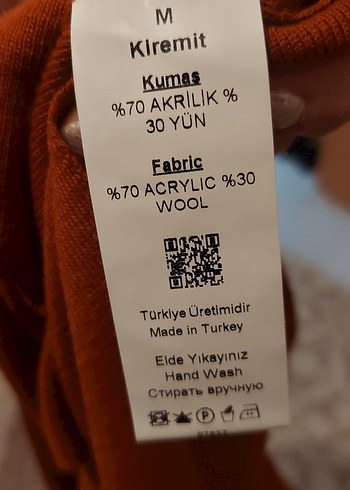 M
Kiremit
Kumaş
%70 AKRİLİK %
30 YÜN
Fabric
%70 ACRYLIC %30
WOOL
Türkiye Üretimidir
Made in Turkey
Elde Yıkayınız
Hand Wash
Стирать вручную
P